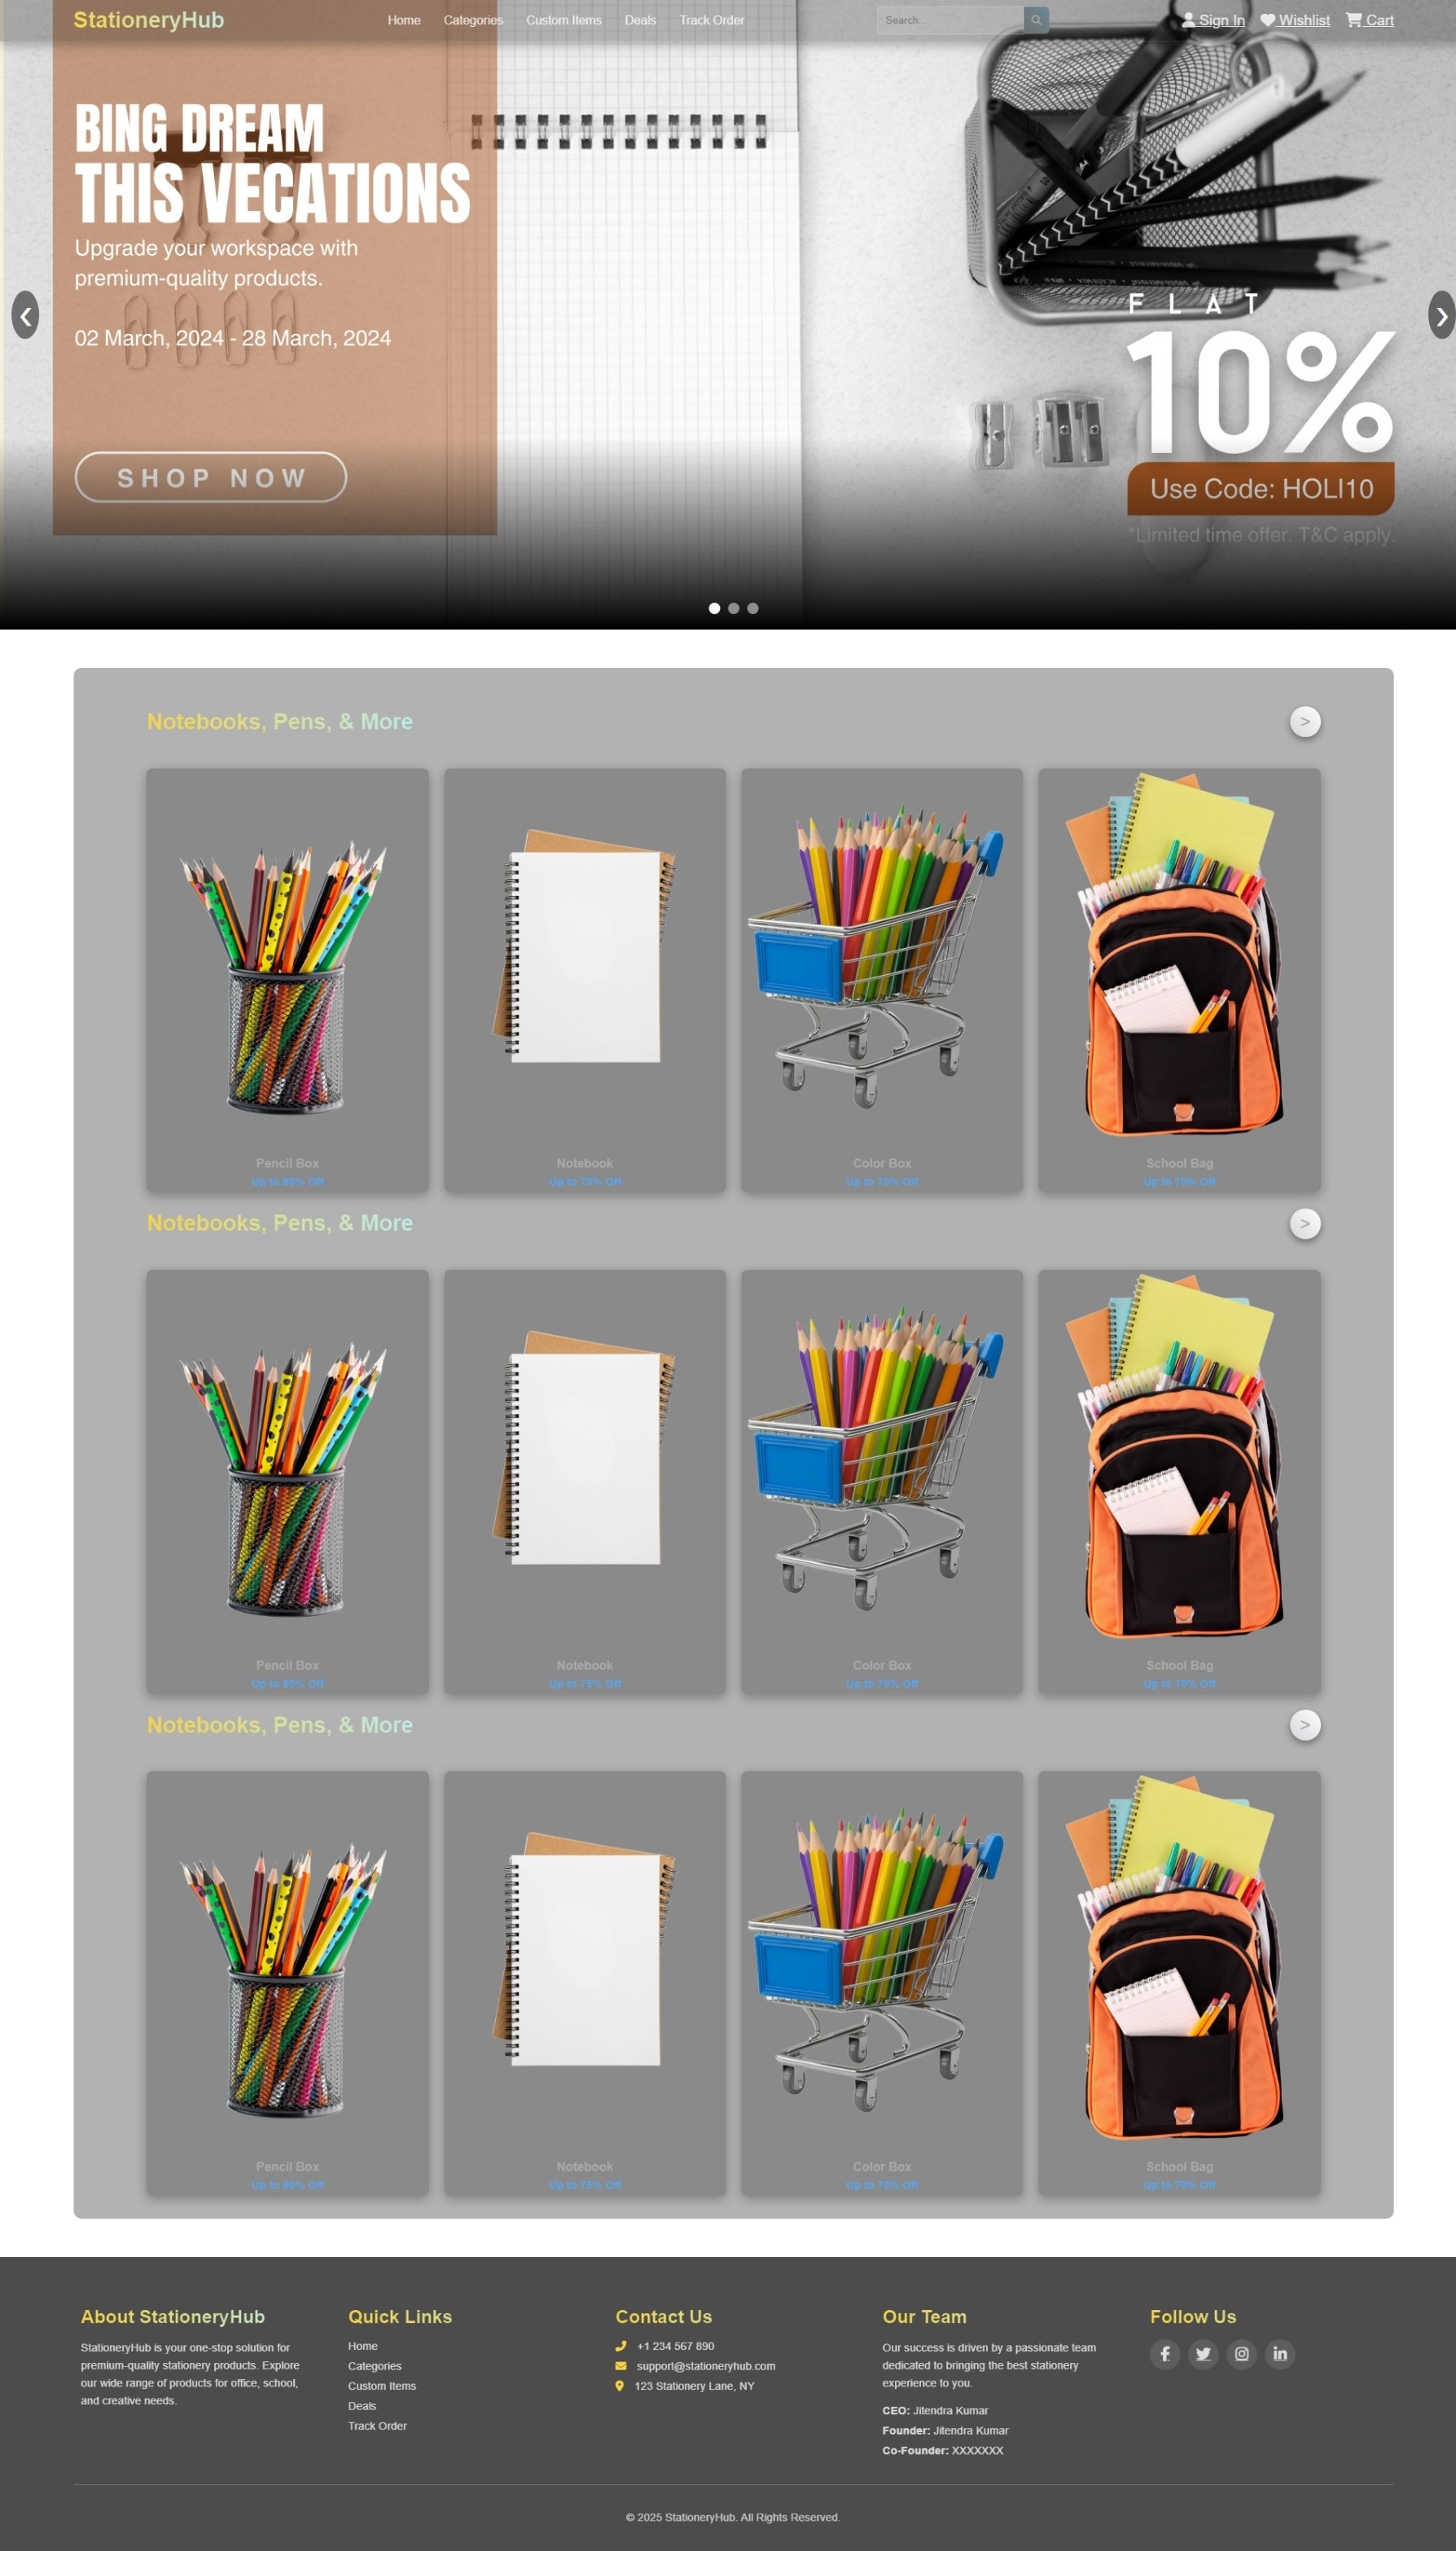 StationeryHub
Home Categories Custom Items Deals Track Order
Search...
Sign In Wishlist Cart
BING DREAM
THIS VECATIONS
Upgrade your workspace with
premium-quality products.
02 March, 2024 - 28 March, 2024
SHOP NOW
FLAT
10%
Use Code: HOLI10
*Limited time offer. T&C apply.
Notebooks, Pens, & More
>
Pencil Box
Up to 80% Off
Notebook
Up to 75% Off
Color Box
Up to 70% Off
School Bag
Up to 70% Off
Notebooks, Pens, & More
>
Pencil Box
Up to 80% Off
Notebook
Up to 75% Off
Color Box
Up to 70% Off
School Bag
Up to 70% Off
Notebooks, Pens, & More
>
Pencil Box
Up to 80% Off
Notebook
Up to 75% Off
Color Box
Up to 70% Off
School Bag
Up to 70% Off
About StationeryHub
StationeryHub is your one-stop solution for
premium-quality stationery products. Explore
our wide range of products for office, school,
and creative needs.
Quick Links
Home
Categories
Custom Items
Deals
Track Order
Contact Us
+1 234 567 890
support@stationeryhub.com
123 Stationery Lane, NY
Our Team
Our success is driven by a passionate team
dedicated to bringing the best stationery
experience to you.
CEO: Jitendra Kumar
Founder: Jitendra Kumar
Co-Founder: XXXXXXX
Follow Us
© 2025 StationeryHub. All Rights Reserved.